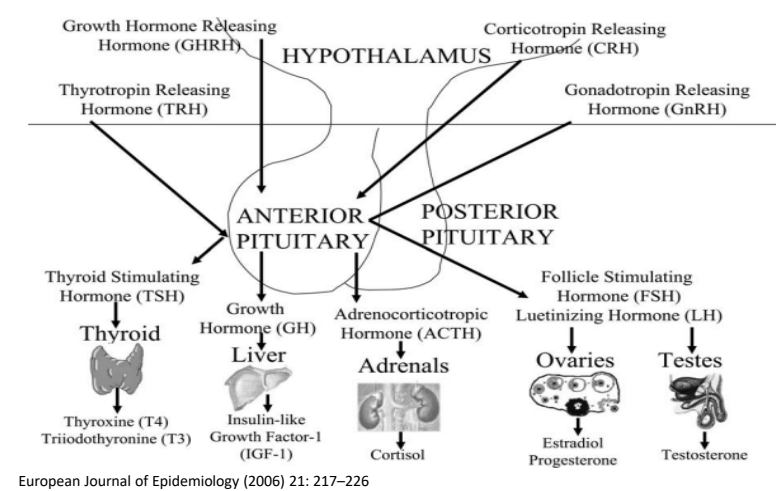 Growth Hormone Releasing
Hormone (GHRH)
HYPOTHALAMUS
Corticotropin Releasing
Hormone (CRH)
Thyrotropin Releasing
Hormone (TRH)
Gonadotropin Releasing
Hormone (GnRH)
ANTERIOR
PITUITARY
POSTERIOR
PITUITARY
Thyroid Stimulating
Hormone (TSH)
Thyroid
Thyroxine (T4)
Triiodothyronine (T3)
Growth
Hormone (GH)
Liver
Insulin-like
Growth Factor-1
(IGF-1)
Adrenocorticotropic
Hormone (ACTH)
Adrenals
Cortisol
Follicle Stimulating
Hormone (FSH)
Luetinizing Hormone (LH)
Ovaries
Estradiol
Progesterone
Testes
Testosterone
European Journal of Epidemiology (2006) 21: 217–226